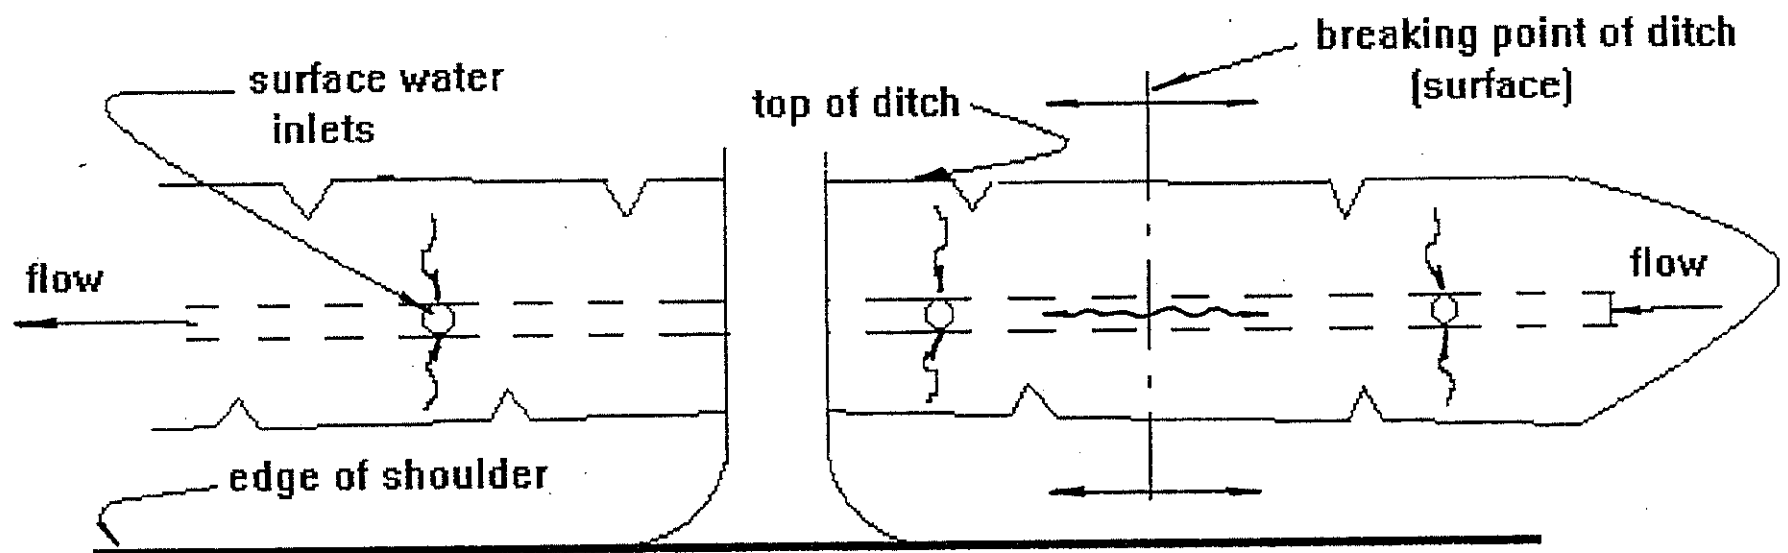 breaking point of ditch
(surface)
surface water
inlets
top of ditch
flow
flow
edge of shoulder